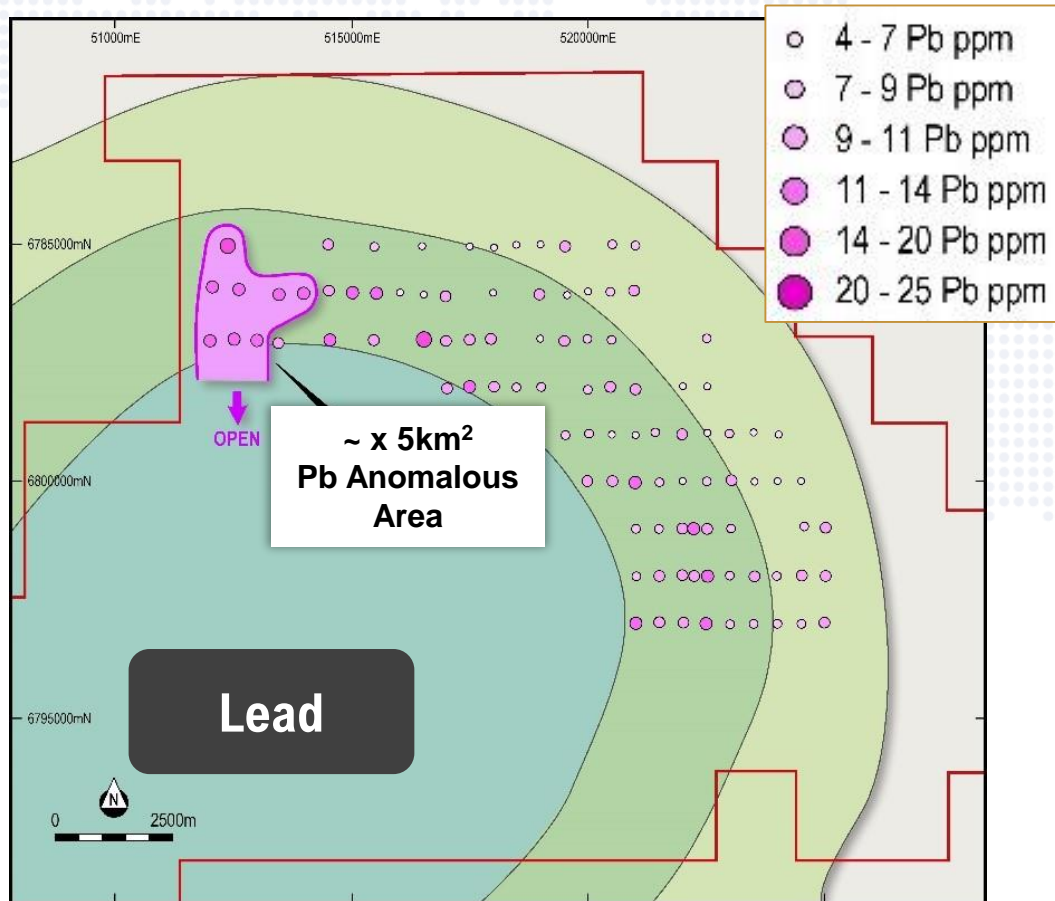 51000mE 515000mE 520000mE
4 - 7 Pb ppm
7 - 9 Pb ppm
9 - 11 Pb ppm
11 - 14 Pb ppm
14 - 20 Pb ppm
20 - 25 Pb ppm
6785000mN
OPEN
~ x 5km²
Pb Anomalous
Area
6800000mN
Lead
6795000mN
N
0 2500m